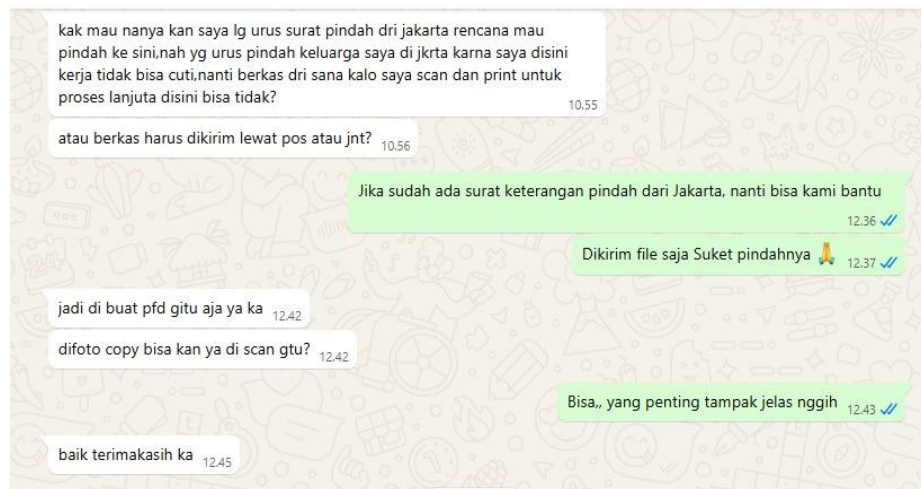 kak mau nanya kan saya lg urus surat pindah dri jakarta rencana mau
pindah ke sini,nah yg urus pindah keluarga saya di jkrta karna saya disini
kerja tidak bisa cuti,nanti berkas dri sana kalo saya scan dan print untuk
proses lanjuta disini bisa tidak?
10.55
atau berkas harus dikirim lewat pos atau jnt? 10.56
Jika sudah ada surat keterangan pindah dari Jakarta, nanti bisa kami bantu
12.36
Dikirim file saja Suket pindahnya 🙏 12.37
jadi di buat pfd gitu aja ya ka 12.42
difoto copy bisa kan ya di scan gtu? 12.42
Bisa,, yang penting tampak jelas nggih 12.43
baik terimakasih ka 12.45